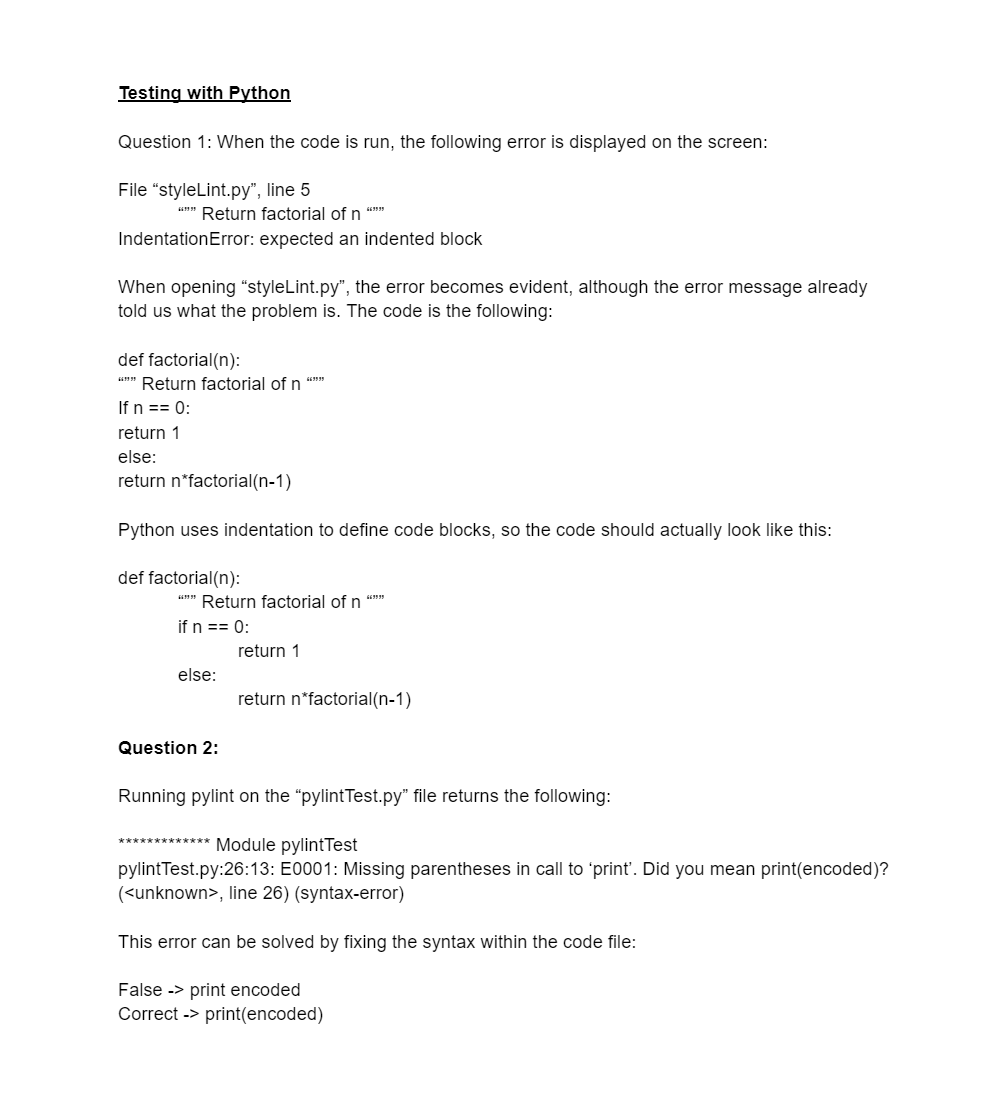 Testing with Python
Question 1: When the code is run, the following error is displayed on the screen:
File “styleLint.py”, line 5
“”” Return factorial of n “””
IndentationError: expected an indented block
When opening “styleLint.py”, the error becomes evident, although the error message already
told us what the problem is. The code is the following:
def factorial(n):
“”” Return factorial of n “””
If n == 0:
return 1
else:
return n*factorial(n-1)
Python uses indentation to define code blocks, so the code should actually look like this:
def factorial(n):
“”” Return factorial of n “””
if n == 0:
return 1
else:
return n*factorial(n-1)
Question 2:
Running pylint on the “pylintTest.py” file returns the following:
************* Module pylintTest
pylintTest.py:26:13: E0001: Missing parentheses in call to ‘print’. Did you mean print(encoded)?
(<unknown>, line 26) (syntax-error)
This error can be solved by fixing the syntax within the code file:
False -> print encoded
Correct -> print(encoded)